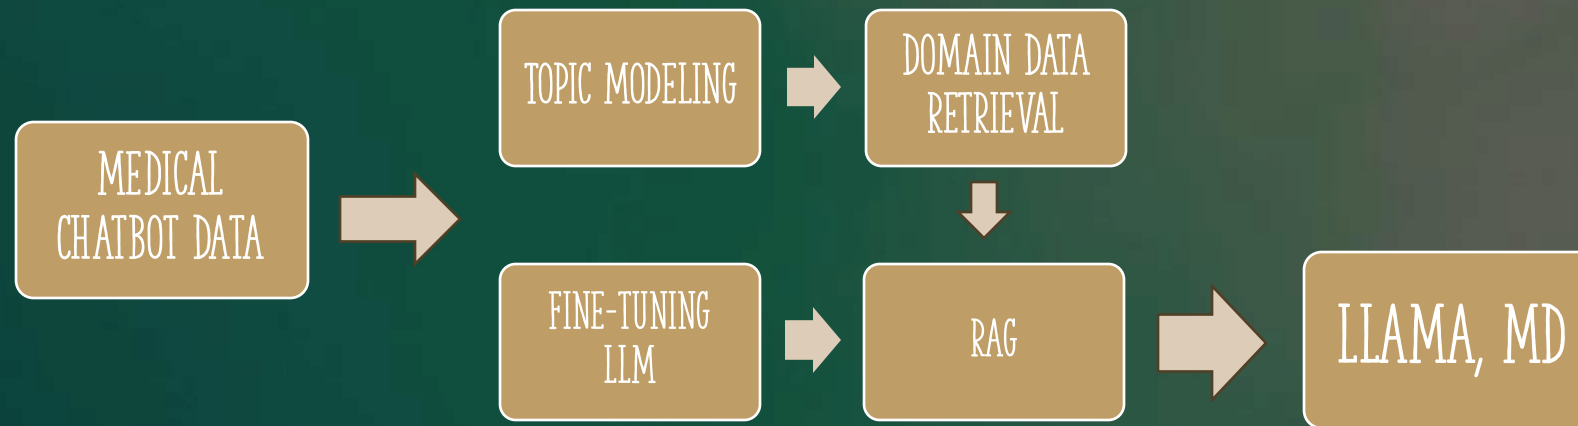 MEDICAL
CHATBOT DATA
TOPIC MODELING
DOMAIN DATA
RETRIEVAL
FINE-TUNING
LLM
RAG
LLAMA, MD